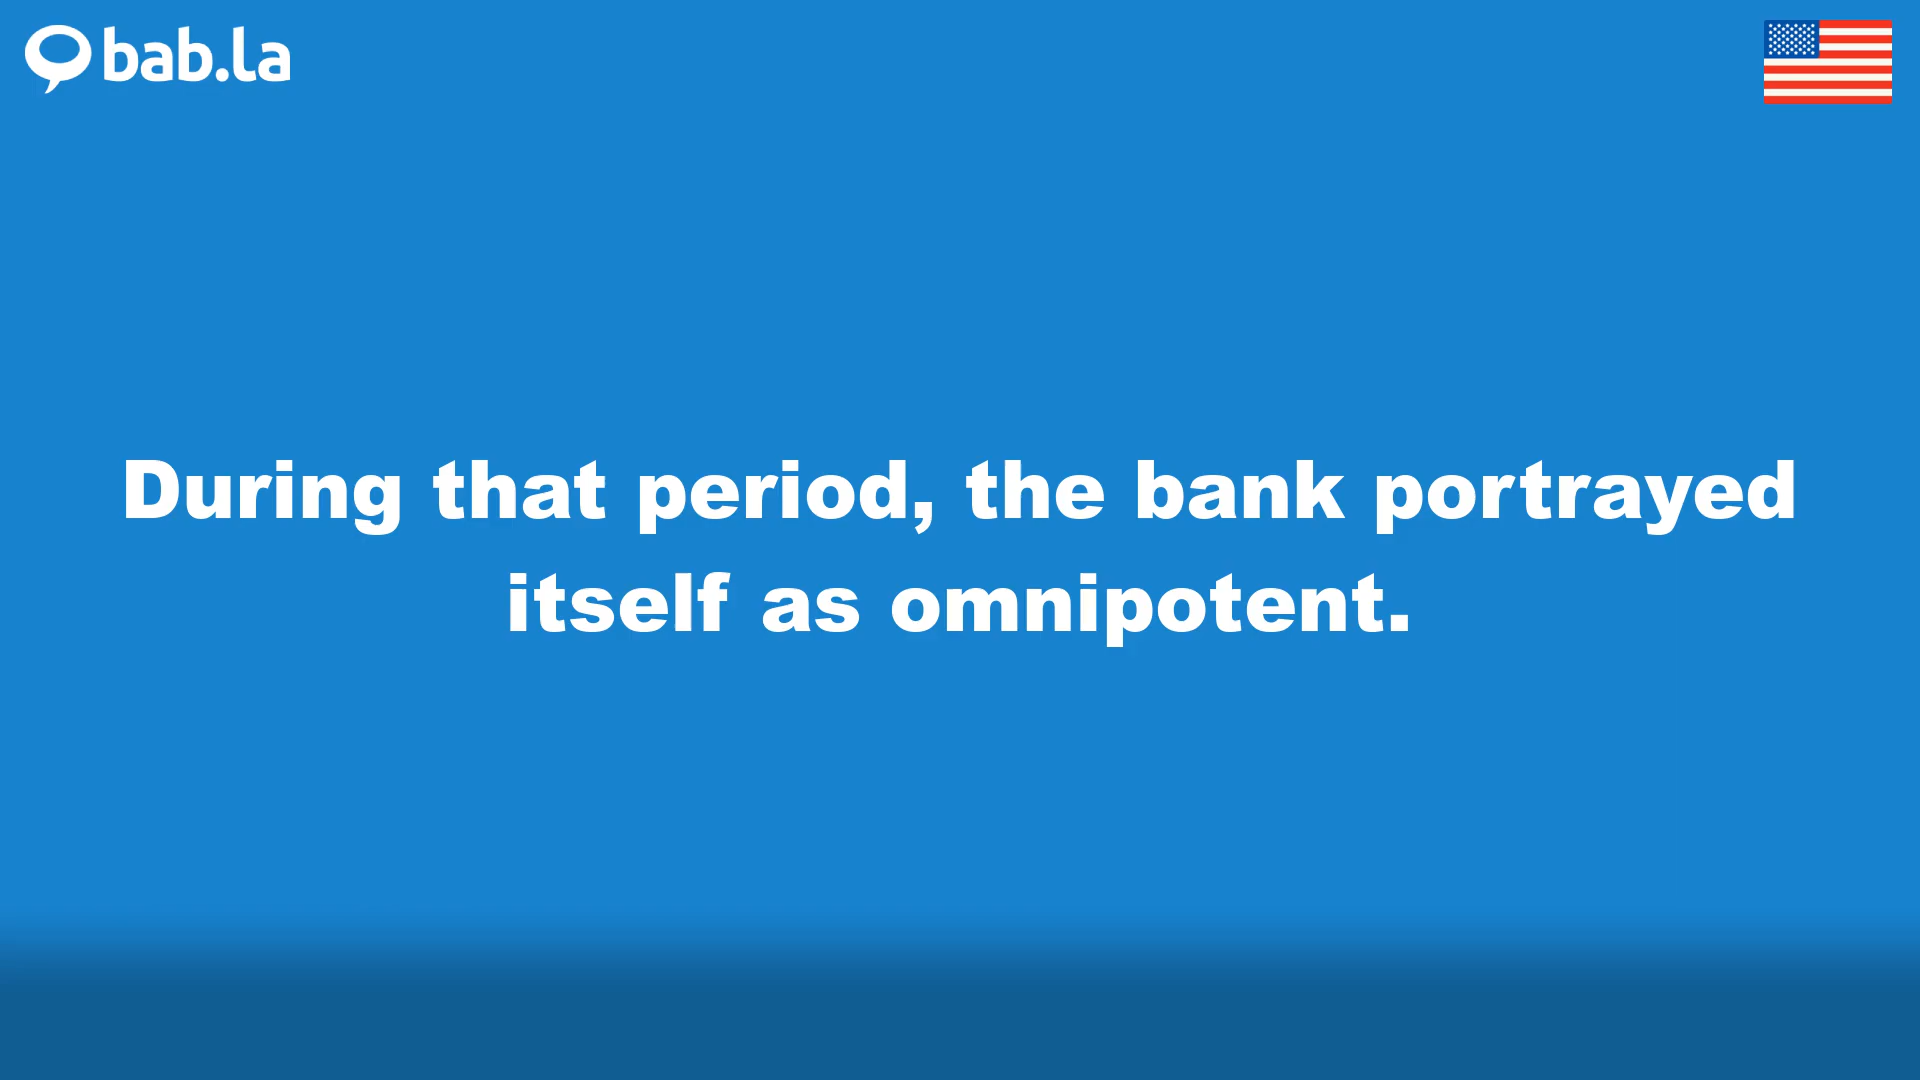 bab.la
During that period, the bank portrayed
itself as omnipotent.